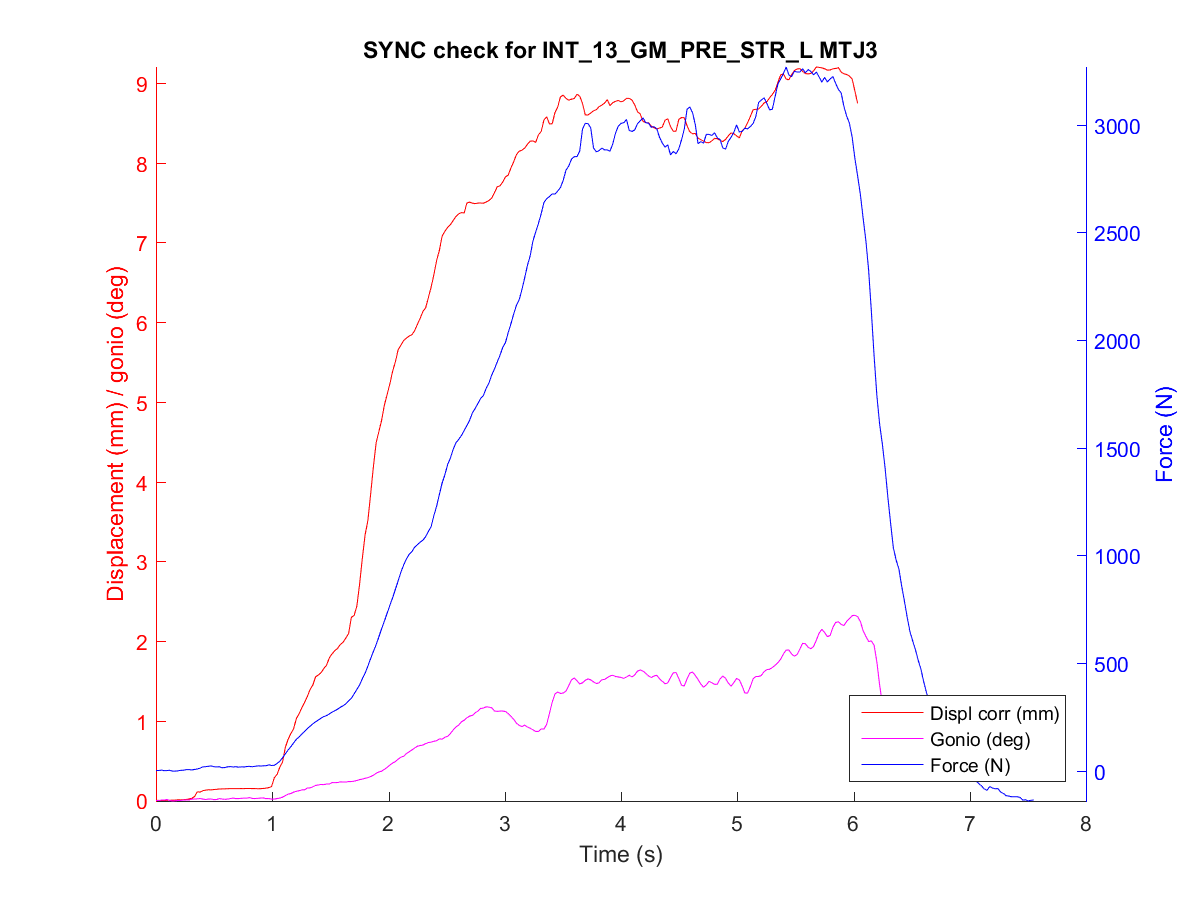 SYNC check for INT_13_GM_PRE_STR_L MTJ3
Displacement (mm) / gonio (deg)
9
8
7
6
5
4
3
2
1
0
3000
2500
2000
1500
1000
500
0
Force (N)
Displ corr (mm)
Gonio (deg)
Force (N)
0 1 2 3 4 5 6 7 8
Time (s)